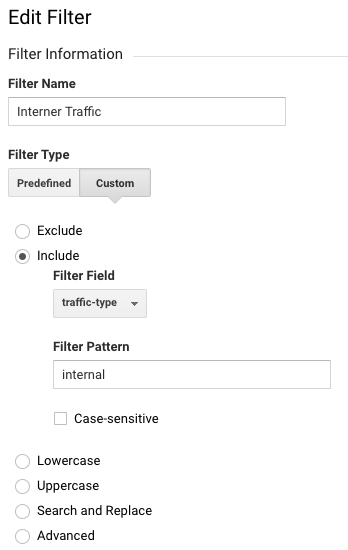 Edit Filter
Filter Information
Filter Name
Interner Traffic
Filter Type
Predefined Custom
Exclude
Include
Filter Field
traffic-type
Filter Pattern
internal
Case-sensitive
Lowercase
Uppercase
Search and Replace
Advanced